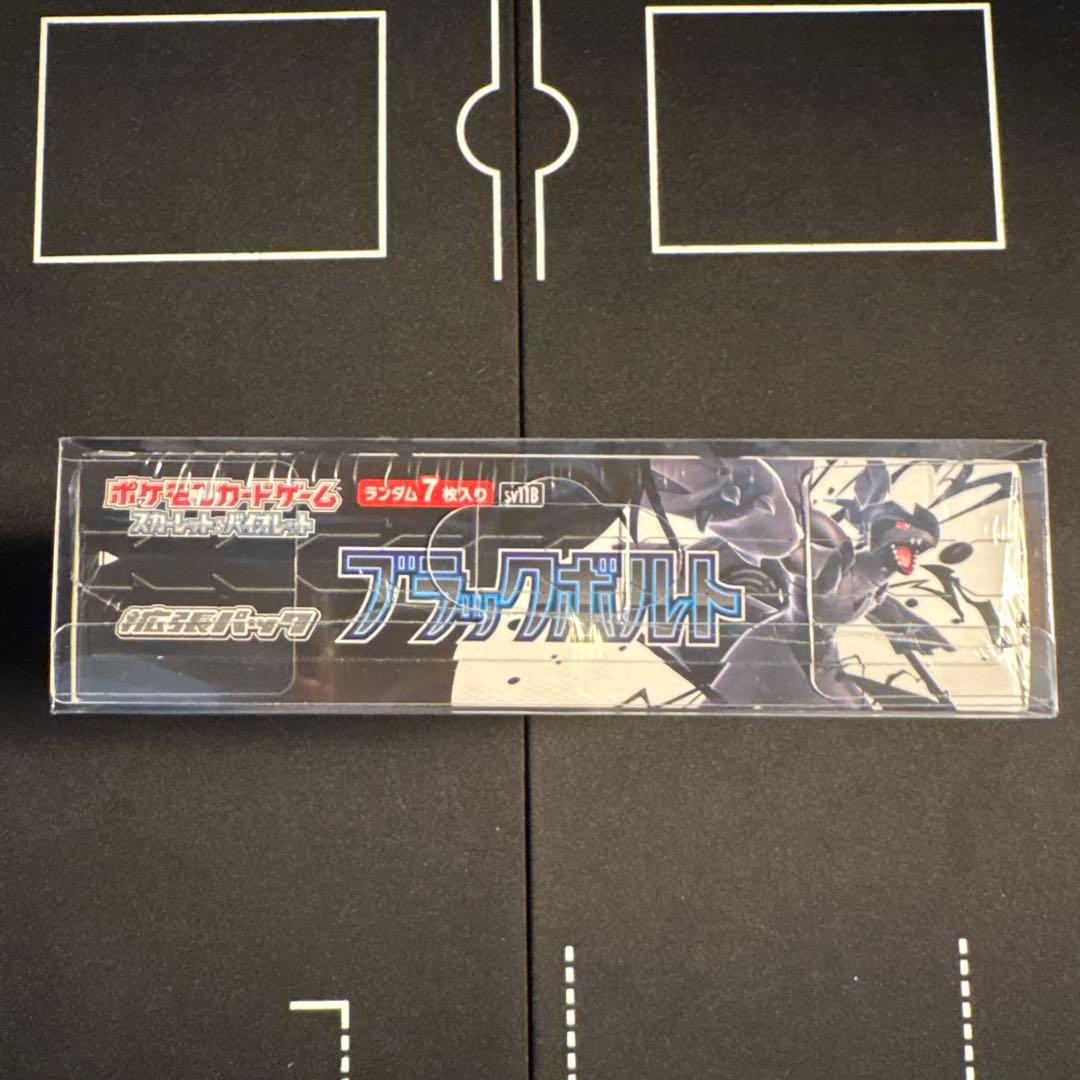 ポケモンカードゲーム
スカーレット&バイオレット
ランダム7枚入り
sv11B
ブラックボルト
拡張パック